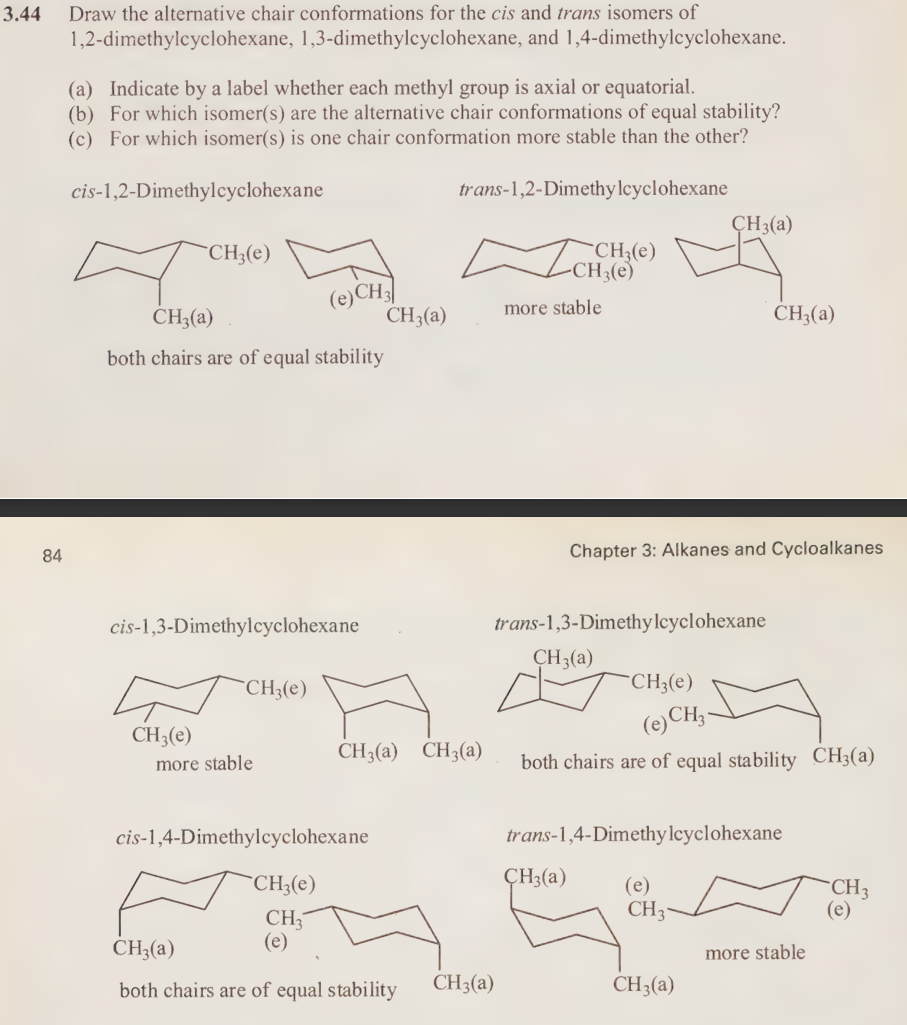 3.44 Draw the alternative chair conformations for the cis and trans isomers of
1,2-dimethylcyclohexane, 1,3-dimethylcyclohexane, and 1,4-dimethylcyclohexane.
(a) Indicate by a label whether each methyl group is axial or equatorial.
(b) For which isomer(s) are the alternative chair conformations of equal stability?
(c) For which isomer(s) is one chair conformation more stable than the other?
cis-1,2-Dimethylcyclohexane
CH₃(e)
CH₃(a)
(e) CH₃
CH₃(a)
both chairs are of equal stability
trans-1,2-Dimethylcyclohexane
CH₃(e)
CH₃(e)
more stable
CH₃(a)
CH₃(a)
84
Chapter 3: Alkanes and Cycloalkanes
cis-1,3-Dimethylcyclohexane
CH₃(e)
CH₃(e)
more stable
CH₃(a) CH₃(a)
trans-1,3-Dimethylcyclohexane
CH₃(a)
CH₃(e)
(e) CH₃
CH₃(a)
both chairs are of equal stability
cis-1,4-Dimethylcyclohexane
CH₃(e)
CH₃(a)
CH₃
(e)
CH₃(a)
both chairs are of equal stability
trans-1,4-Dimethylcyclohexane
CH₃(a)
CH₃(a)
(e)
CH₃
CH₃
(e)
more stable